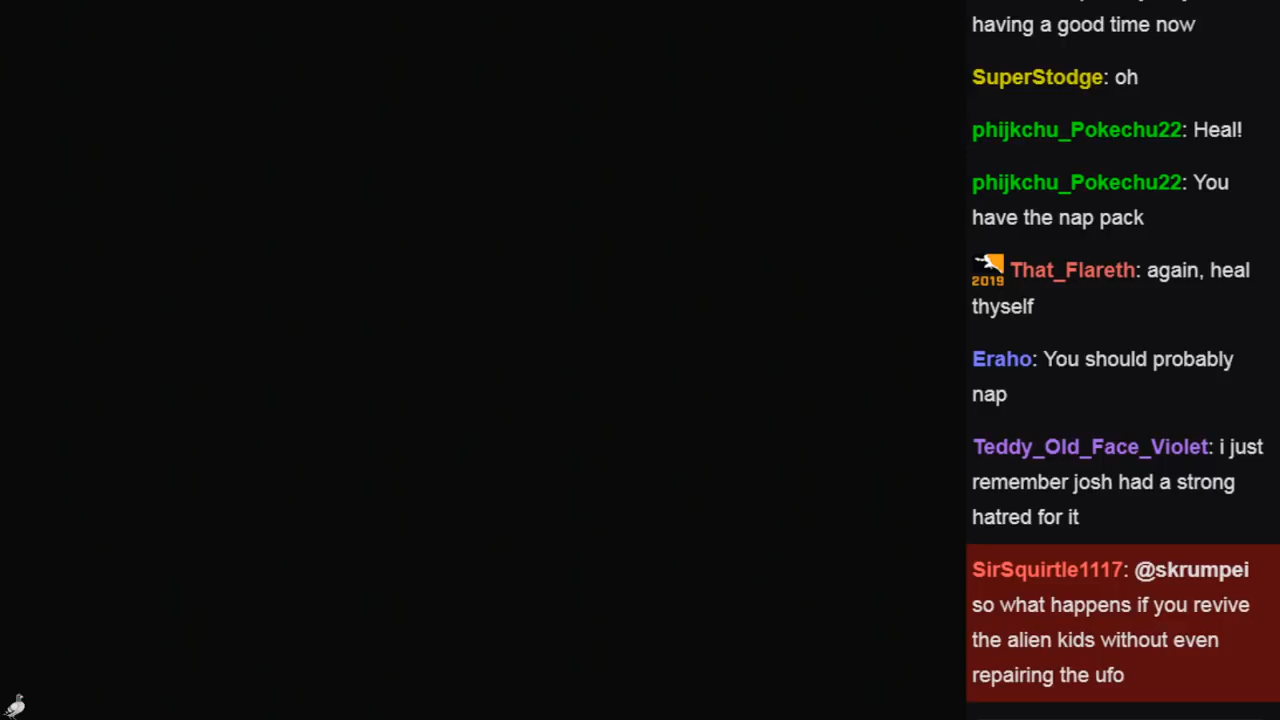 having a good time now
SuperStodge: oh
phijkchu_Pokechu22: Heal!
phijkchu_Pokechu22: You
have the nap pack
2019 That_Flareth: again, heal
thyself
Eraho: You should probably
nap
Teddy_Old_Face_Violet: i just
remember josh had a strong
hatred for it
SirSquirtle1117: @skrumpei
so what happens if you revive
the alien kids without even
repairing the ufo